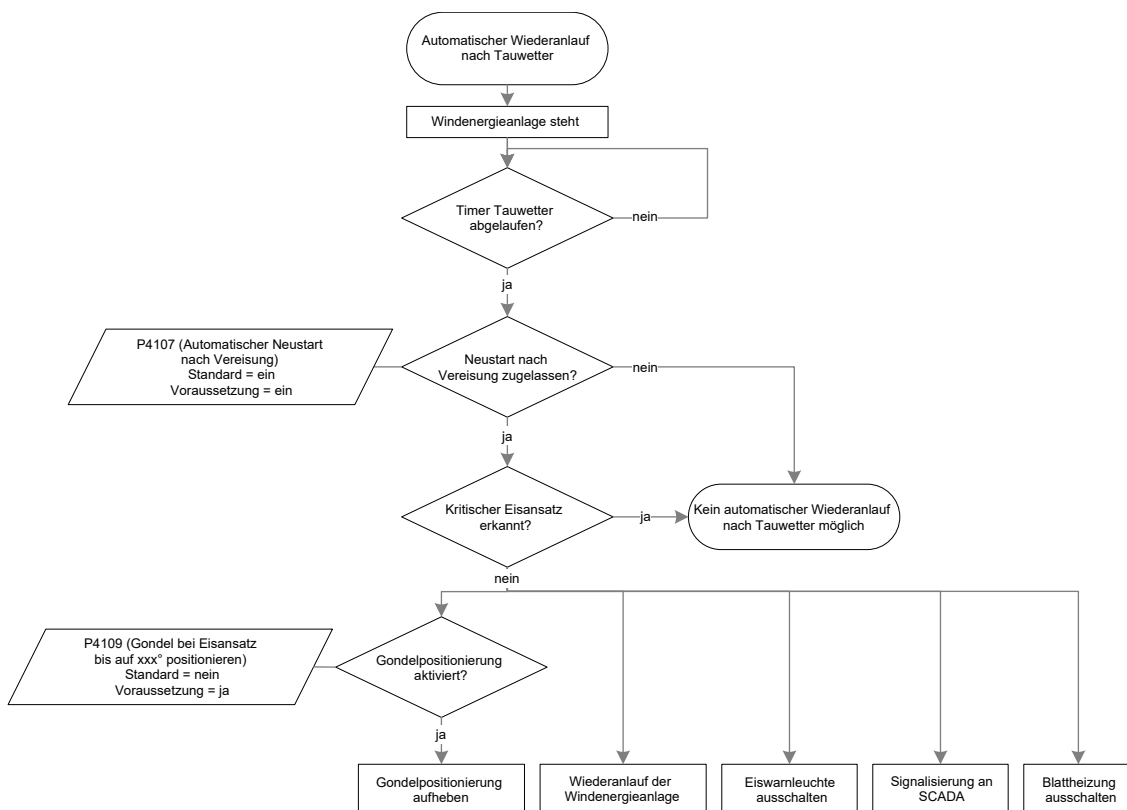 Automatischer Wiederanlauf
nach Tauwetter
Windenergieanlage steht
Timer Tauwetter
abgelaufen?
nein
ja
P4107 (Automatischer Neustart
nach Vereisung)
Standard = ein
Voraussetzung = ein
Neustart nach
Vereisung zugelassen?
nein
ja
Kritischer Eisansatz
erkannt?
ja
Kein automatischer Wiederanlauf
nach Tauwetter möglich
nein
P4109 (Gondel bei Eisansatz
bis auf xxx° positionieren)
Standard = nein
Voraussetzung = ja
Gondelpositionierung
aktiviert?
ja
Gondelpositionierung
aufheben
Wiederanlauf der
Windenergieanlage
Eiswarnleuchte
ausschalten
Signalisierung an
SCADA
Blattheizung
ausschalten